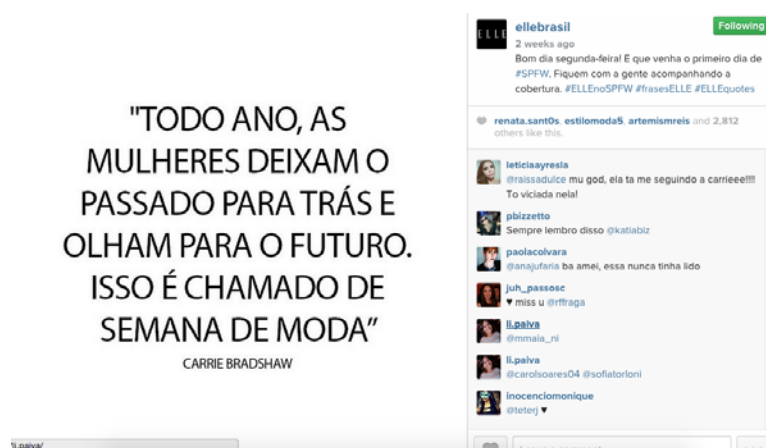 "TODO ANO, AS
MULHERES DEIXAM O
PASSADO PARA TRÁS E
OLHAM PARA O FUTURO.
ISSO É CHAMADO DE
SEMANA DE MODA”
CARRIE BRADSHAW
li.paiva/
ELLE
ellebrasil
Following
2 weeks ago
Bom dia segunda-feira! E que venha o primeiro dia de
#SPFW. Fiquem com a gente acompanhando a
cobertura. #ELLEnoSPFW #frasesELLE #ELLEquotes
renata.sant0s, estilomoda5, artemismreis and 2,812
others like this.
leticiaayresla
@raissadulce mu god, ela ta me seguindo a carrieee!!!!
To viciada nela!
pbizzetto
Sempre lembro disso @katiabiz
paolacolvara
@anajufaria ba amei, essa nunca tinha lido
juh_passosc
♥ miss u @rffraga
li.paiva
@mmaia_ni
li.paiva
@carolsoares04 @sofiatorloni
inocenciomonique
@teterj ♥